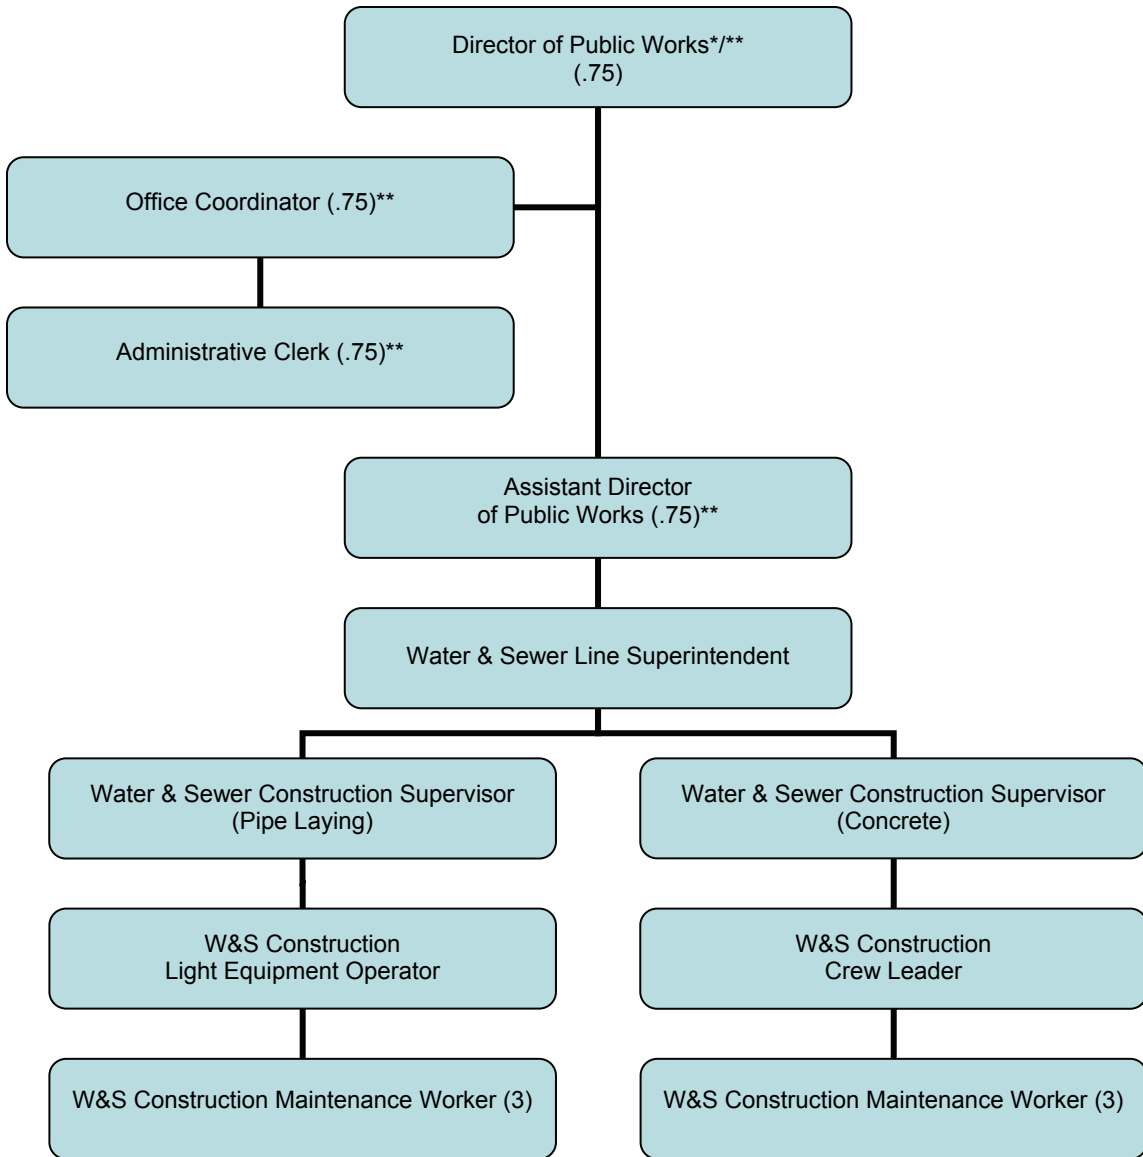 Director of Public Works*/**
(.75)
Office Coordinator (.75)**
Administrative Clerk (.75)**
Assistant Director
of Public Works (.75)**
Water & Sewer Line Superintendent
Water & Sewer Construction Supervisor
(Pipe Laying)
Water & Sewer Construction Supervisor
(Concrete)
W&S Construction
Light Equipment Operator
W&S Construction
Crew Leader
W&S Construction Maintenance Worker (3)
W&S Construction Maintenance Worker (3)